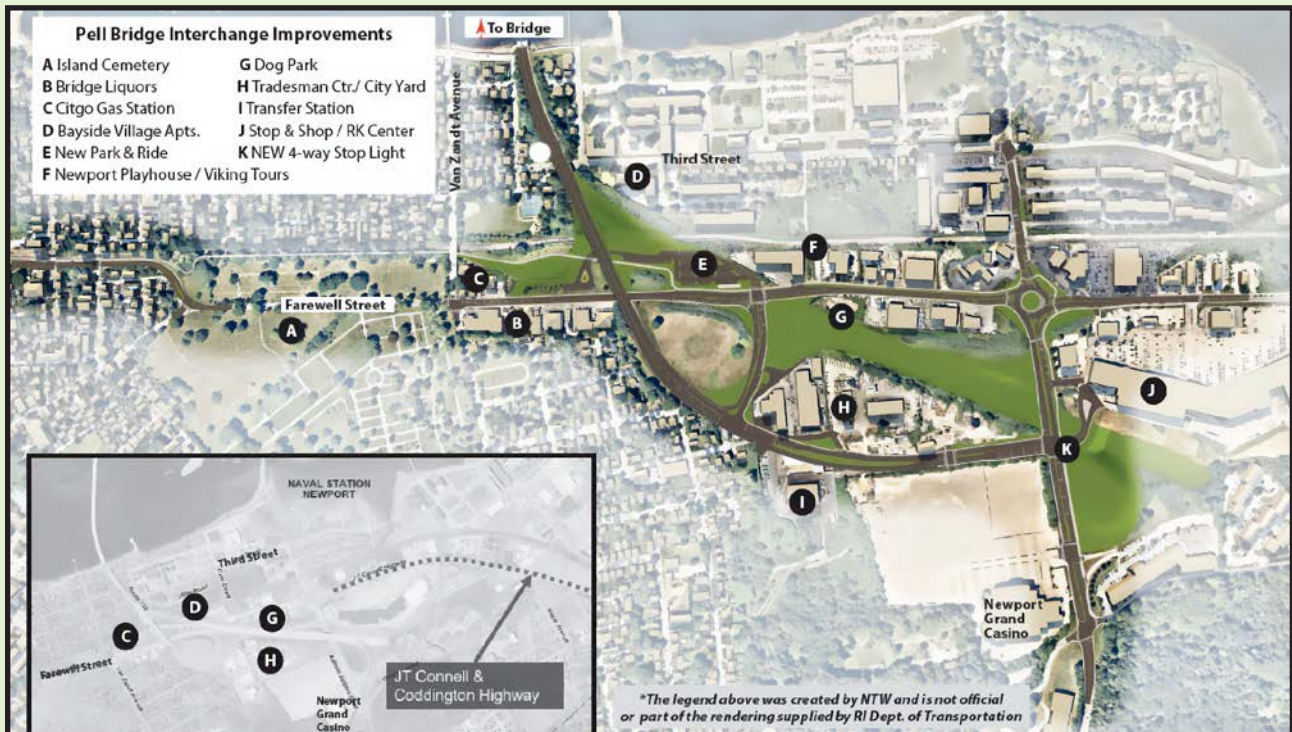 Pell Bridge Interchange Improvements
A Island Cemetery
B Bridge Liquors
C Citgo Gas Station
D Bayside Village Apts.
E New Park & Ride
F Newport Playhouse / Viking Tours
G Dog Park
H Tradesman Ctr./ City Yard
I Transfer Station
J Stop & Shop / RK Center
K NEW 4-way Stop Light
To Bridge
Van Zandt Avenue
Third Street
D
E
F
C
Farewell Street
A
B
G
H
J
K
I
Newport
Grand
Casino
NAVAL STATION
NEWPORT
Third Street
D
G
C
H
Farewill Street
JT Connell &
Coddington Highway
Newport
Grand
Casino
*The legend above was created by NTW and is not official
or part of the rendering supplied by RI Dept. of Transportation